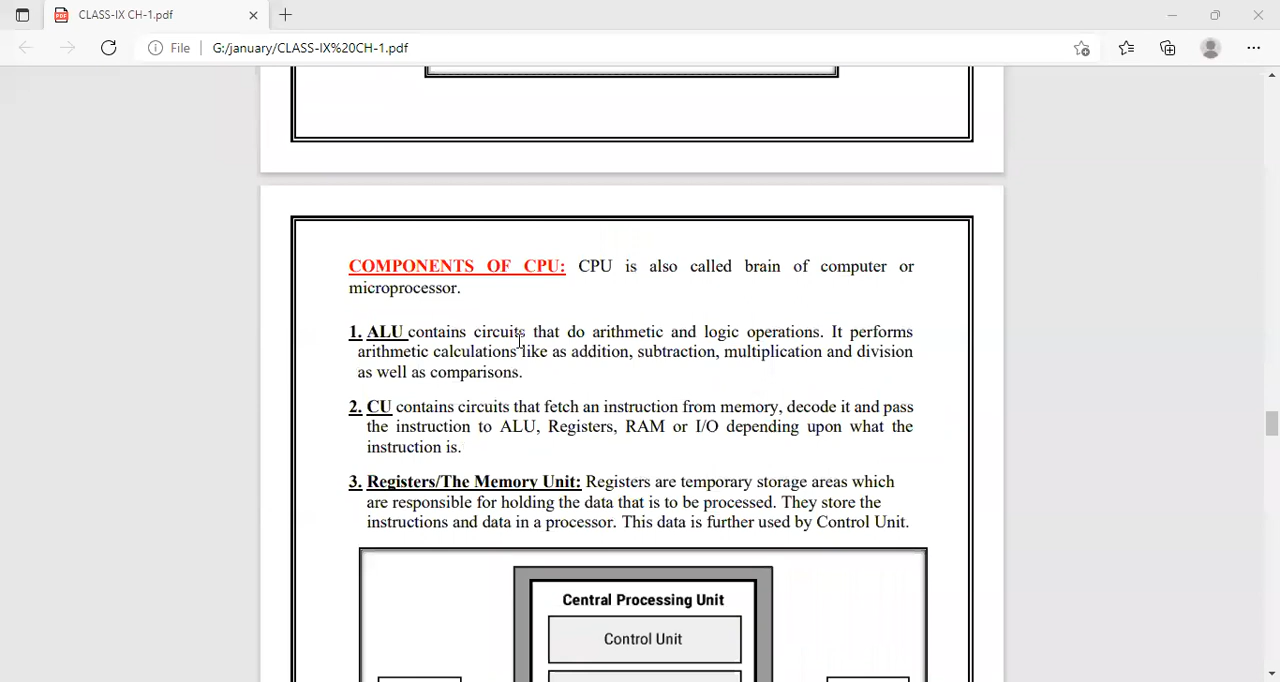 CLASS-IX CH-1.pdf
File
G:/january/CLASS-IX%20CH-1.pdf
COMPONENTS OF CPU: CPU is also called brain of computer or
microprocessor.
1. ALU contains circuits that do arithmetic and logic operations. It performs
arithmetic calculations like as addition, subtraction, multiplication and division
as well as comparisons.
2. CU contains circuits that fetch an instruction from memory, decode it and pass
the instruction to ALU, Registers, RAM or I/O depending upon what the
instruction is.
3. Registers/The Memory Unit: Registers are temporary storage areas which
are responsible for holding the data that is to be processed. They store the
instructions and data in a processor. This data is further used by Control Unit.
Central Processing Unit
Control Unit